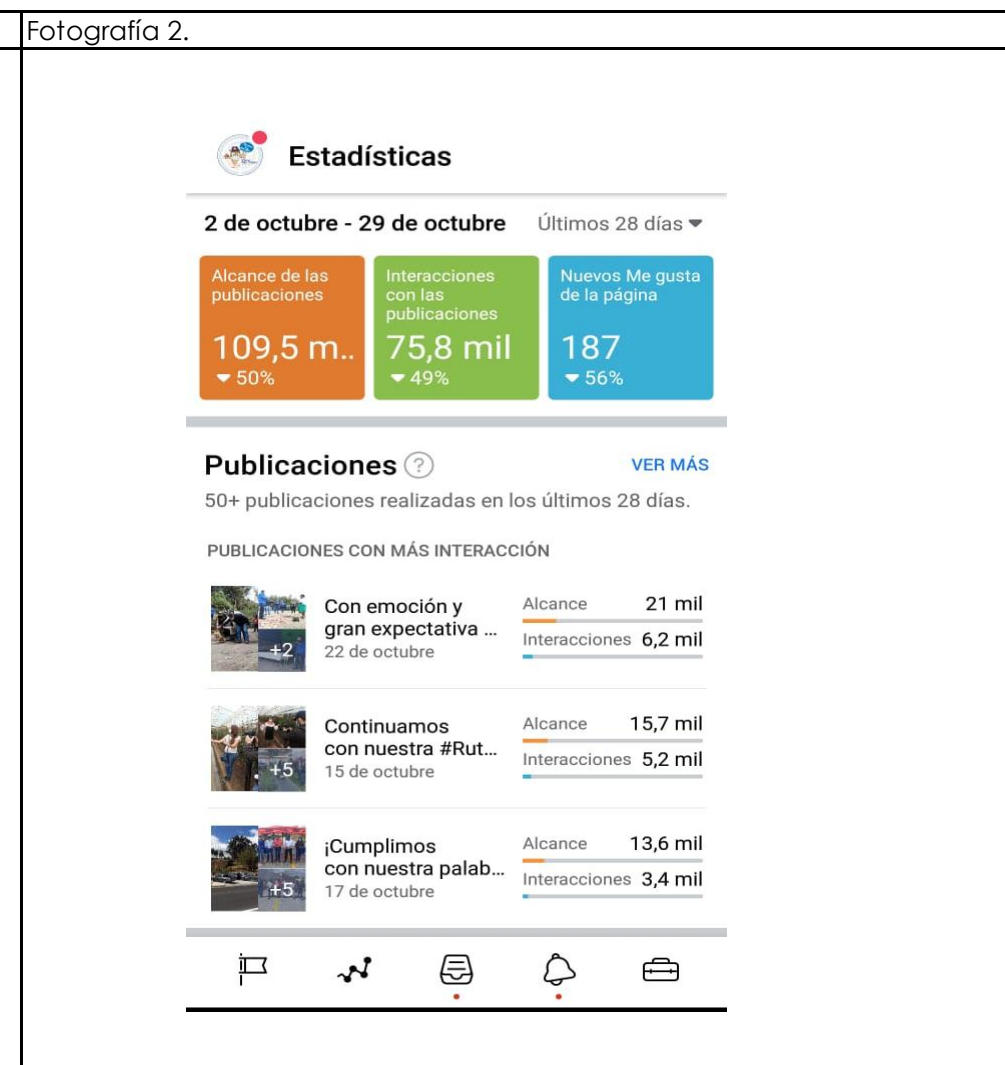 Fotografía 2.
Estadísticas
2 de octubre - 29 de octubre Últimos 28 días
Alcance de las
publicaciones
109,5 m..
50%
Interacciones
con las
publicaciones
75,8 mil
49%
Nuevos Me gusta
de la página
187
56%
Publicaciones ? VER MÁS
50+ publicaciones realizadas en los últimos 28 días.
PUBLICACIONES CON MÁS INTERACCIÓN
+2
Con emoción y
gran expectativa ...
22 de octubre
Alcance 21 mil
Interacciones 6,2 mil
+5
Continuamos
con nuestra #Rut...
15 de octubre
Alcance 15,7 mil
Interacciones 5,2 mil
+5
¡Cumplimos
con nuestra palab...
17 de octubre
Alcance 13,6 mil
Interacciones 3,4 mil